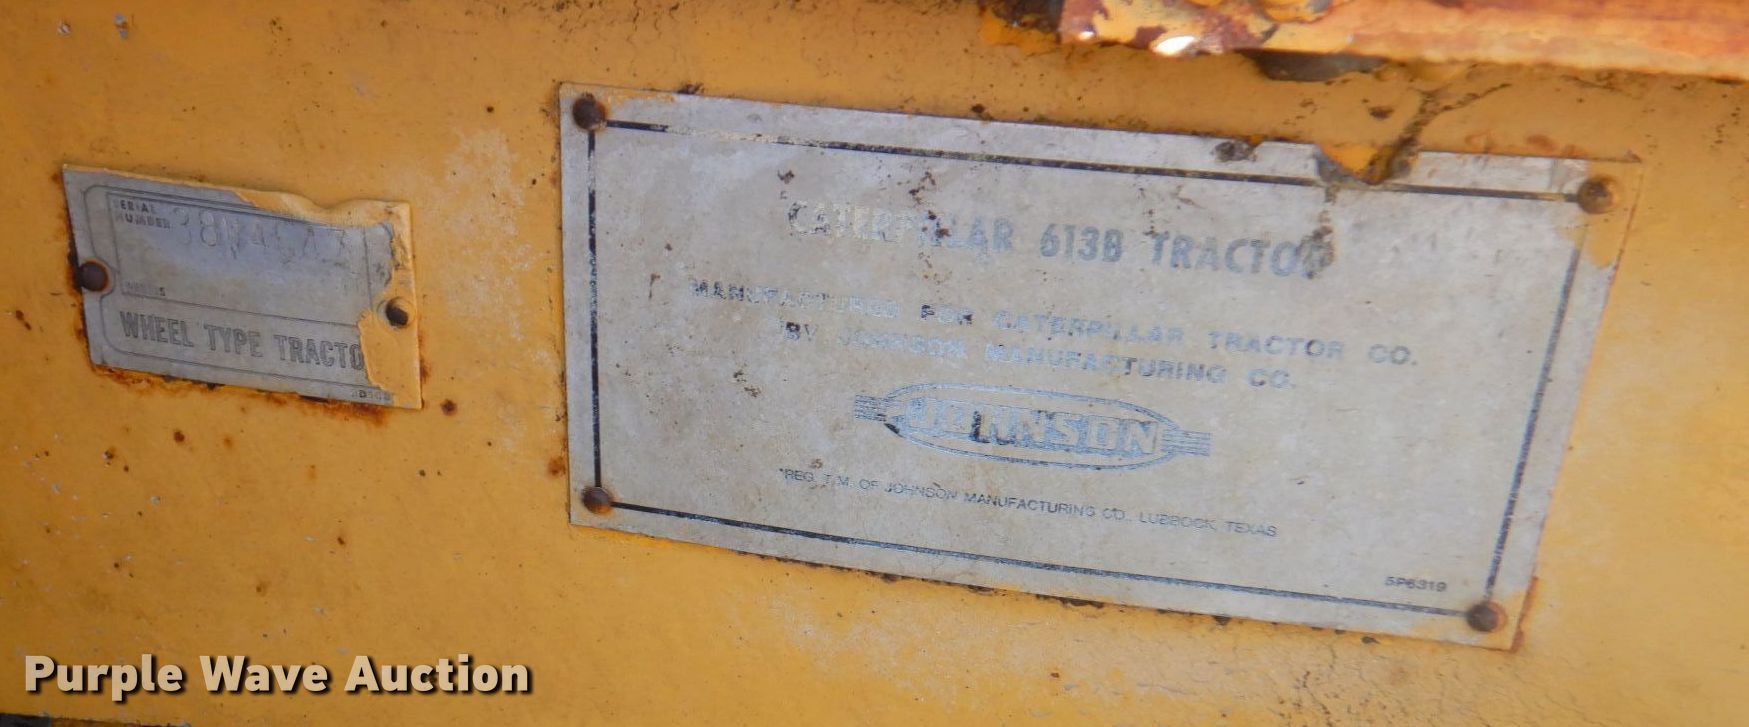 SERIAL
NUMBER
WHEEL TYPE TRACTO
CATERPILLAR 613B TRACTOR
MANUFACTURED FOR CATERPILLAR TRACTOR CO.
BY JOHNSON MANUFACTURING CO.
JOHNSON
*REG. T.M. OF JOHNSON MANUFACTURING CO., LUBBOCK, TEXAS
5P6319
Purple Wave Auction